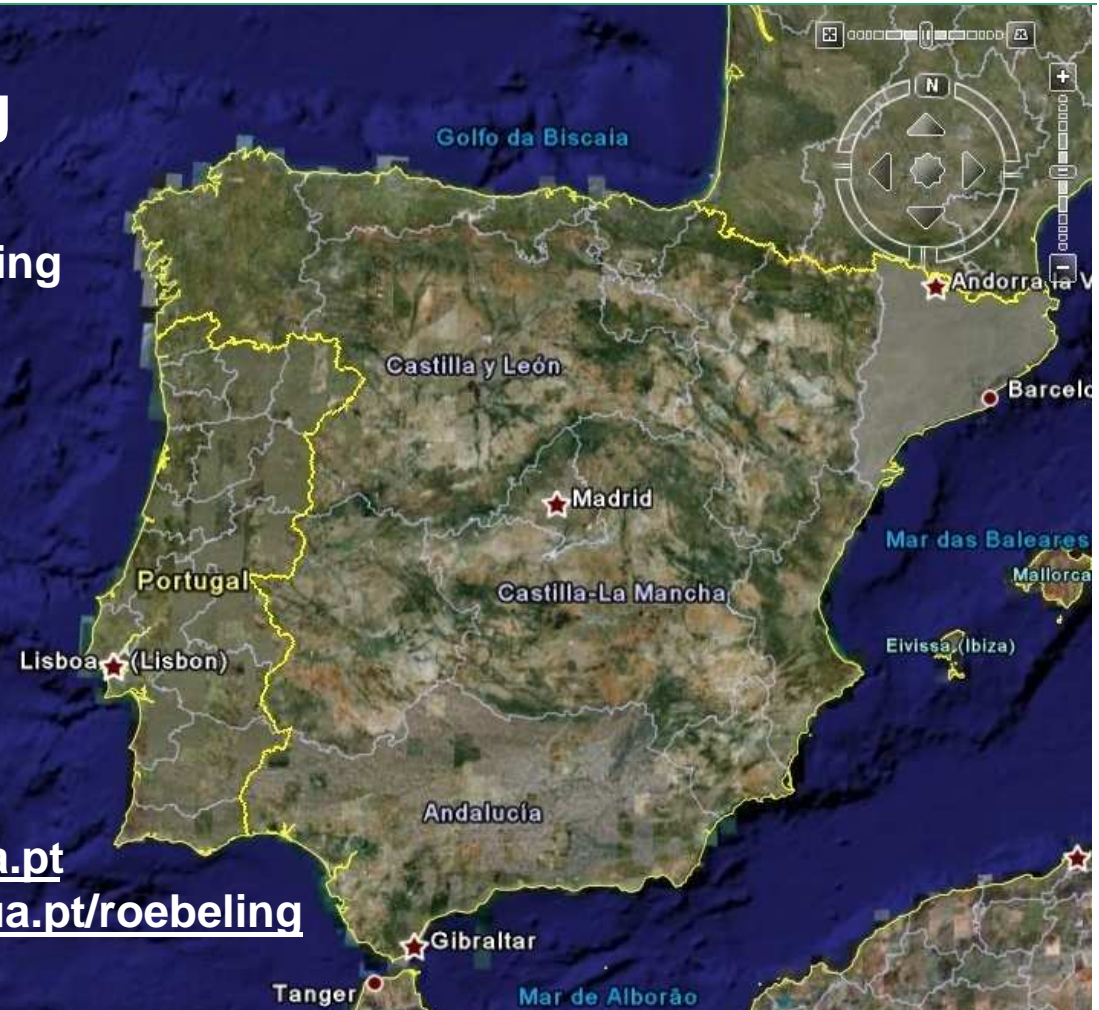 g
Golfo da Biscaia
N
ing
Andorra la V
Castilla y León
Barcelo
Madrid
Mar das Baleares
Mallorca
Portugal
Castilla-La Mancha
Eivissa (Ibiza)
Lisboa (Lisbon)
Andalucía
a.pt
ua.pt/roebeling
Gibraltar
Tanger
Mar de Alborão